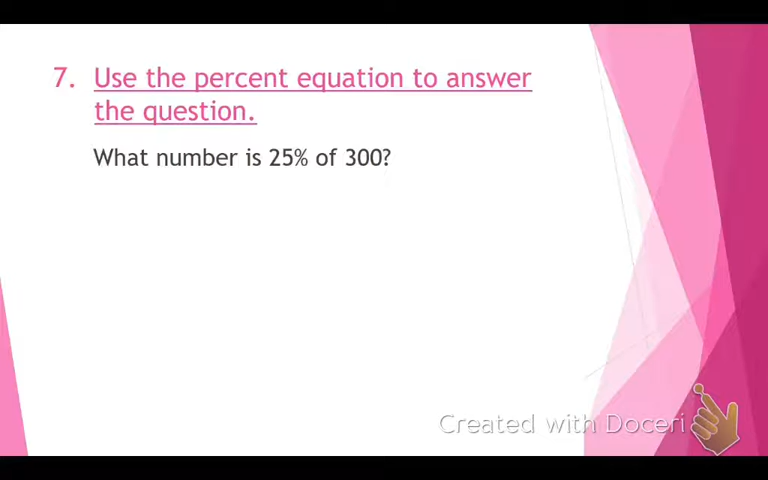 7. Use the percent equation to answer
the question.
What number is 25% of 300?
Created with Doceri